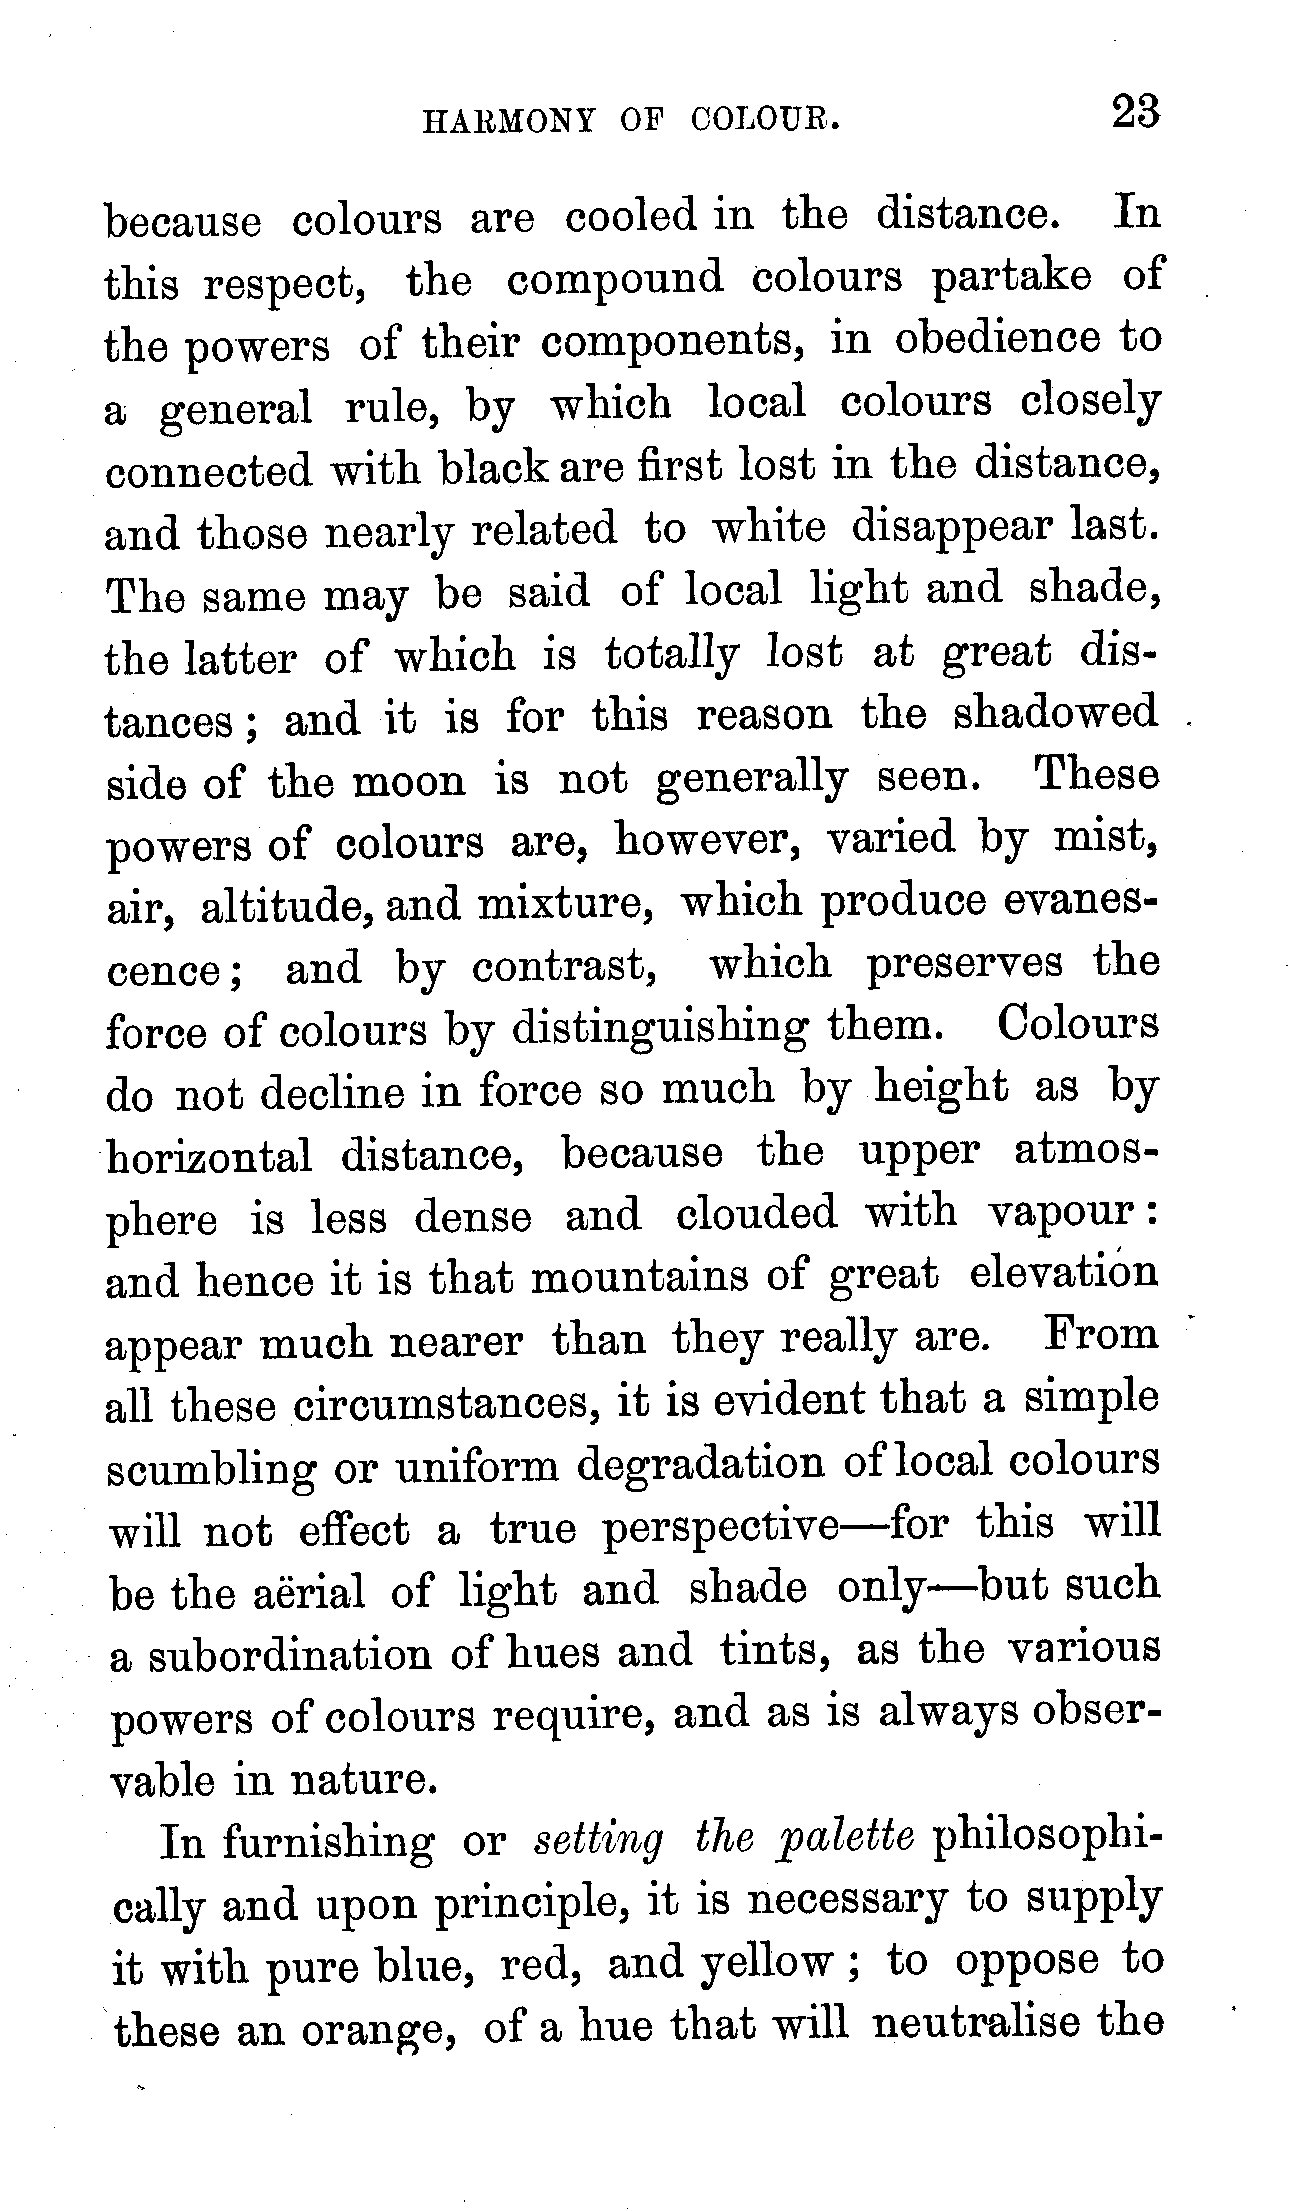 HARMONY OF COLOUR. 23
because colours are cooled in the distance. In
this respect, the compound colours partake of
the powers of their components, in obedience to
a general rule, by which local colours closely
connected with black are first lost in the distance,
and those nearly related to white disappear last.
The same may be said of local light and shade,
the latter of which is totally lost at great dis-
tances ; and it is for this reason the shadowed
side of the moon is not generally seen. These
powers of colours are, however, varied by mist,
air, altitude, and mixture, which produce evanes-
cence ; and by contrast, which preserves the
force of colours by distinguishing them. Colours
do not decline in force so much by height as by
horizontal distance, because the upper atmos-
phere is less dense and clouded with vapour :
and hence it is that mountains of great elevation
appear much nearer than they really are. From
all these circumstances, it is evident that a simple
scumbling or uniform degradation of local colours
will not effect a true perspective—for this will
be the aërial of light and shade only—but such
a subordination of hues and tints, as the various
powers of colours require, and as is always obser-
vable in nature.
In furnishing or setting the palette philosophi-
cally and upon principle, it is necessary to supply
it with pure blue, red, and yellow ; to oppose to
these an orange, of a hue that will neutralise the